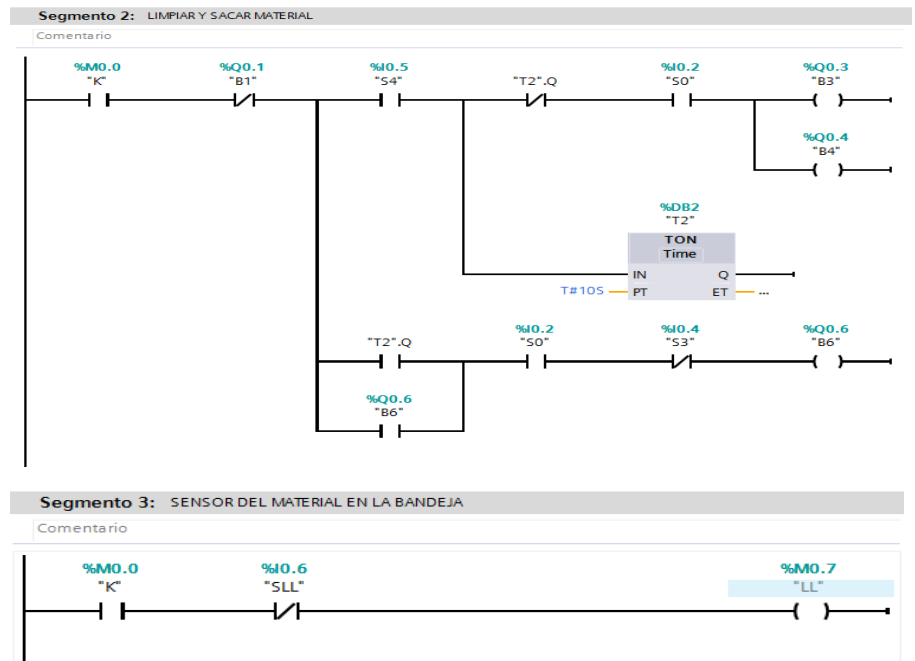 Segmento 2: LIMPIAR Y SACAR MATERIAL
Comentario
%M0.0 %Q0.1 %I0.5 %I0.2 %Q0.3
"K" "B1" "S4" "T2".Q "S0" "B3"
%Q0.4
"B4"
%DB2
"T2"
TON
Time
IN Q
T#10S PT ET ...
%I0.2 %I0.4 %Q0.6
"T2".Q "S0" "S3" "B6"
%Q0.6
"B6"
Segmento 3: SENSOR DEL MATERIAL EN LA BANDEJA
Comentario
%M0.0 %I0.6 %M0.7
"K" "SLL" "LL"